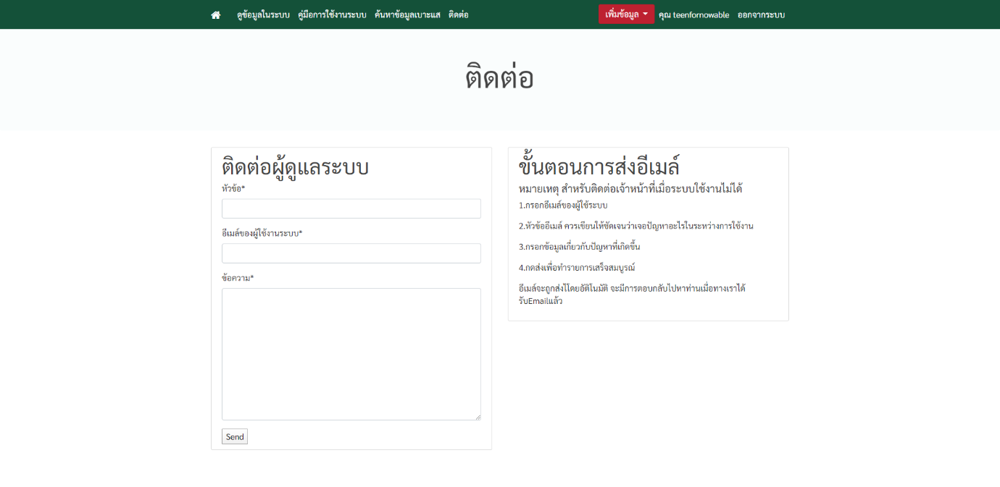 ดูข้อมูลในระบบ คู่มือการใช้งานระบบ ค้นหาข้อมูลเบาะแส ติดต่อ เพิ่มข้อมูล คุณ teenfornowable ออกจากระบบ
ติดต่อ
ติดต่อผู้ดูแลระบบ
หัวข้อ*
อีเมล์ของผู้ใช้งานระบบ*
ข้อความ*
Send
ขั้นตอนการส่งอีเมล์
หมายเหตุ สำหรับติดต่อเจ้าหน้าที่เมื่อระบบใช้งานไม่ได้
1.กรอกอีเมล์ของผู้ใช้ระบบ
2.หัวข้ออีเมล์ ควรเขียนให้ชัดเจนว่าเจอปัญหาอะไรในระหว่างการใช้งาน
3.กรอกข้อมูลเกี่ยวกับปัญหาที่เกิดขึ้น
4.กดส่งเพื่อทำรายการเสร็จสมบูรณ์
อีเมล์จะถูกส่งไโดยอัติโนมัติ จะมีการตอบกลับไปหาท่านเมื่อทางเราได้
รับEmailแล้ว